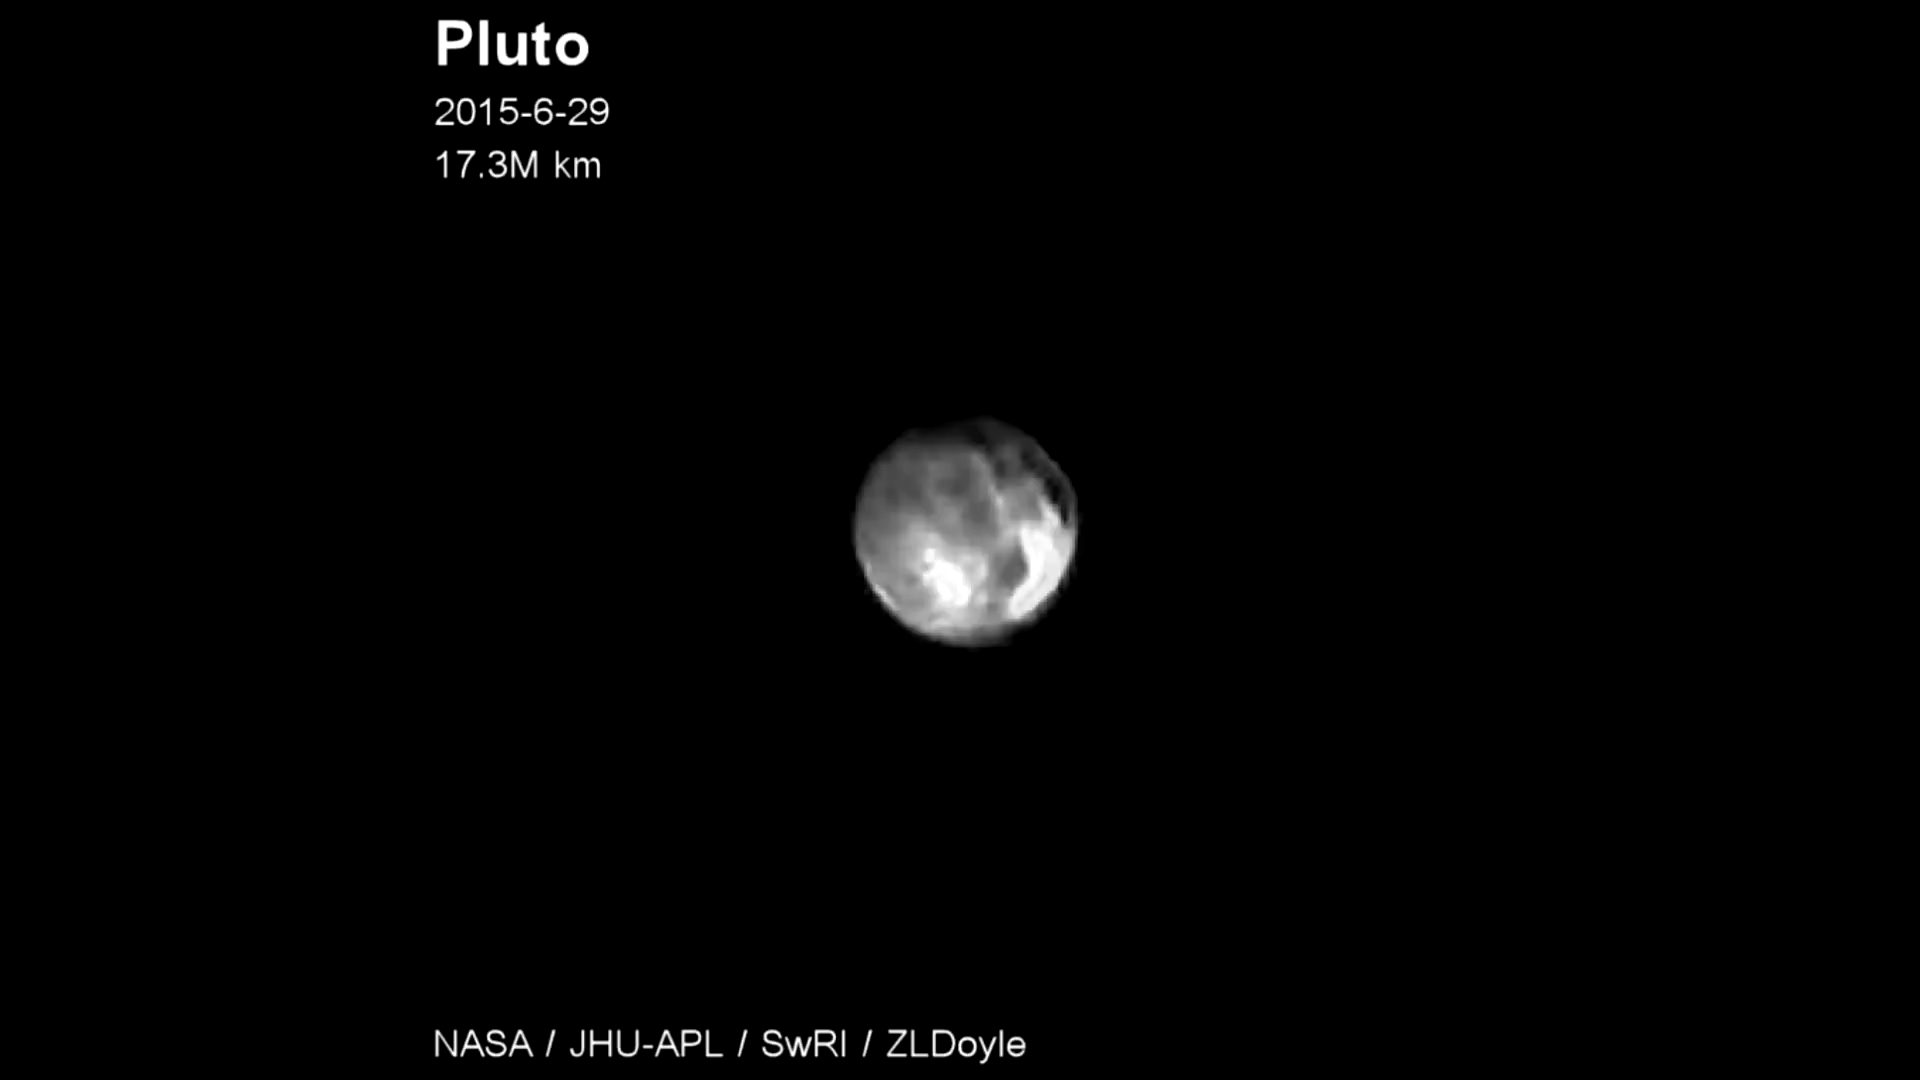 Pluto
2015-6-29
17.3M km
NASA / JHU-APL / SwRI / ZLDoyle